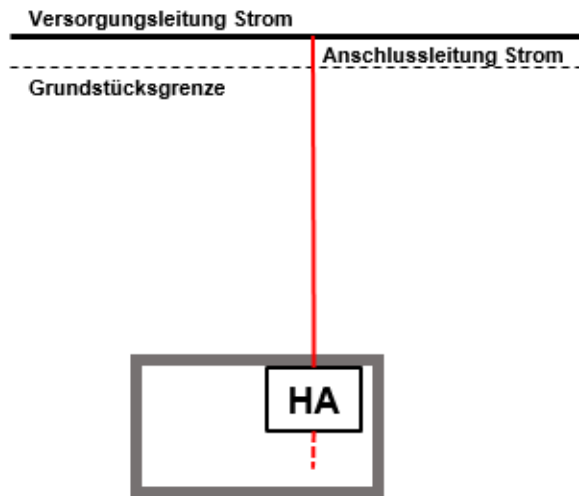 Versorgungsleitung Strom
Anschlussleitung Strom
Grundstücksgrenze
HA